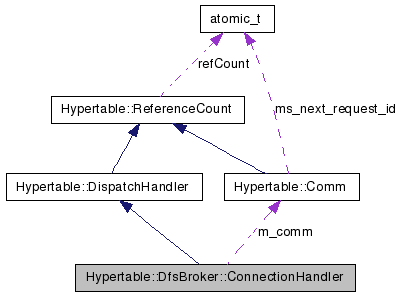 atomic_t
refCount
Hypertable::ReferenceCount
ms_next_request_id
Hypertable::DispatchHandler
Hypertable::Comm
m_comm
Hypertable::DfsBroker::ConnectionHandler